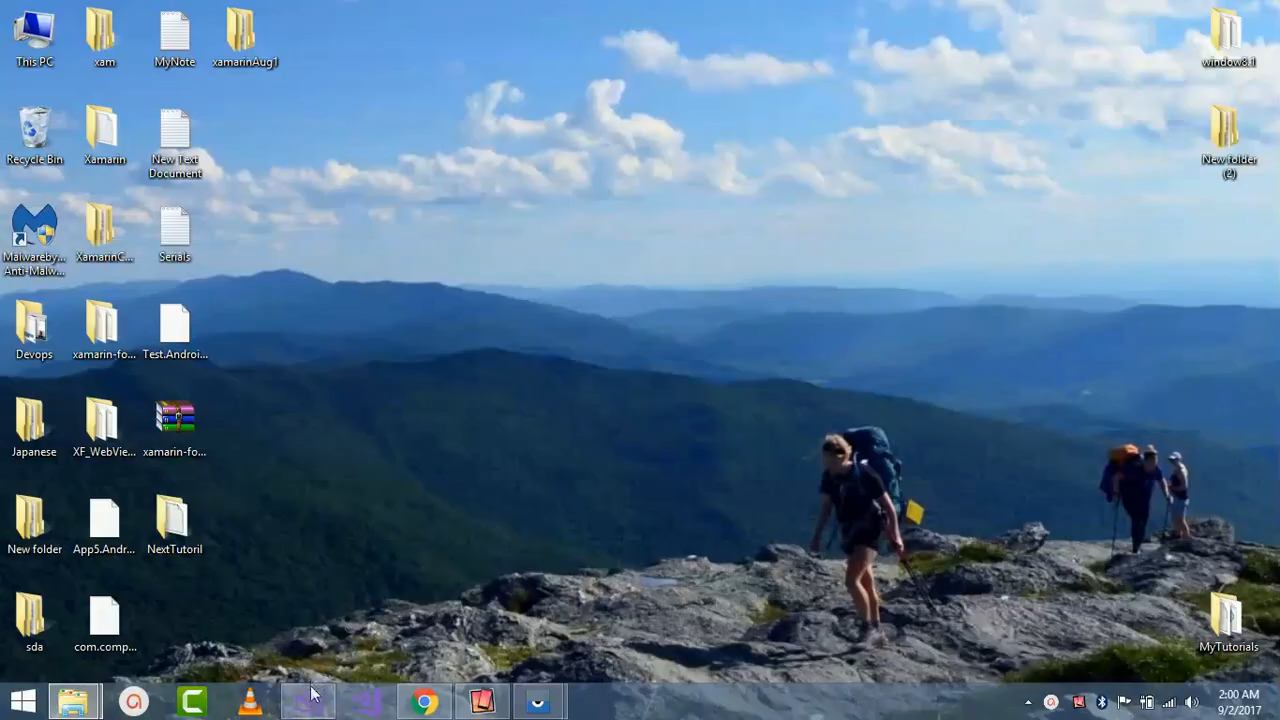 This PC
xam
MyNote
xamarinAug1
window8.1
Recycle Bin
Xamarin
New Text
Document
New folder
(2)
Malwareby...
Anti-Malw...
XamarinC...
Serials
Devops
xamarin-fo...
Test.Androi...
Japanese
XF_WebVie...
xamarin-fo...
New folder
App5.Andr...
NextTutoril
sda
com.comp...
MyTutorials
2:00 AM
9/2/2017